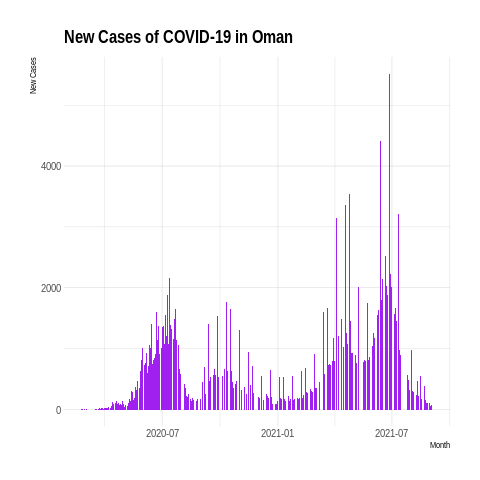 New Cases of COVID-19 in Oman
New Cases
4000
2000
0
2020-07
2021-01
2021-07
Month